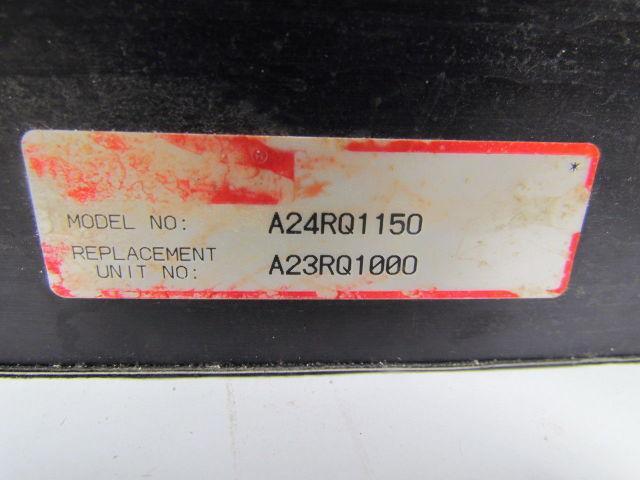 *
MODEL NO: A24RQ1150
REPLACEMENT
UNIT NO: A23RQ1000